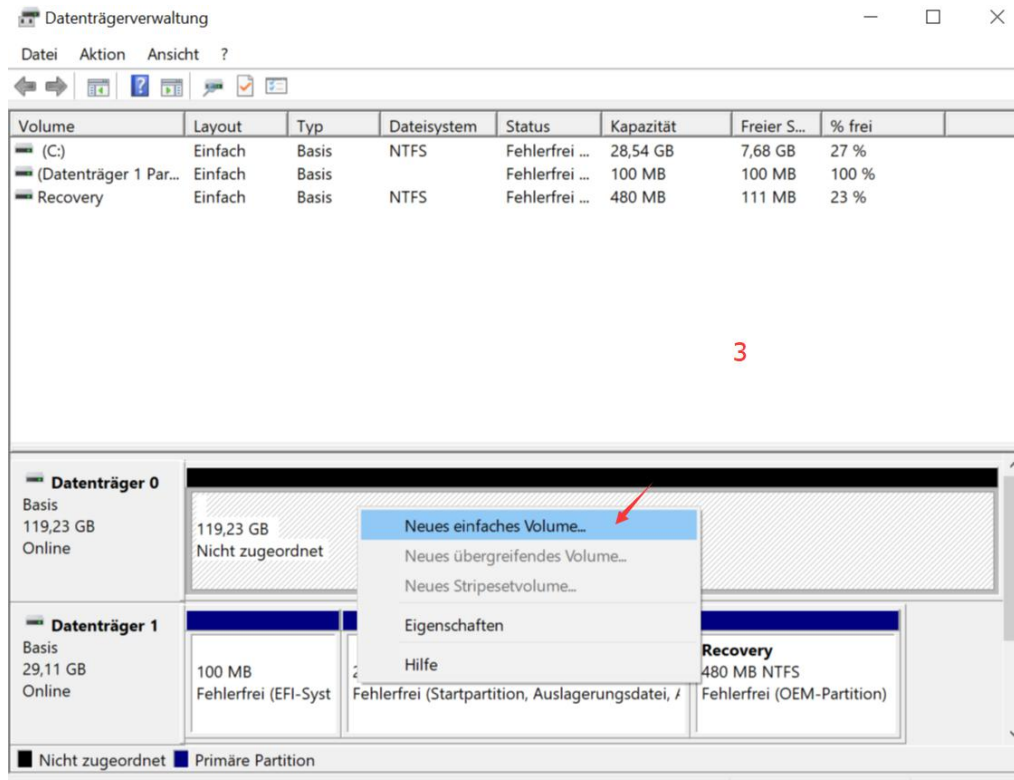 Datenträgerverwaltung
Datei Aktion Ansicht ?
Volume Layout Typ Dateisystem Status Kapazität Freier S... % frei
(C:) Einfach Basis NTFS Fehlerfrei ... 28,54 GB 7,68 GB 27 %
(Datenträger 1 Par... Einfach Basis Fehlerfrei ... 100 MB 100 MB 100 %
Recovery Einfach Basis NTFS Fehlerfrei ... 480 MB 111 MB 23 %
3
Datenträger 0
Basis
119,23 GB
Online
119,23 GB
Nicht zugeordnet
Neues einfaches Volume...
Neues übergreifendes Volume...
Neues Stripesetvolume...
Eigenschaften
Hilfe
Datenträger 1
Basis
29,11 GB
Online
100 MB
Fehlerfrei (EFI-Syst
Fehlerfrei (Startpartition, Auslagerungsdatei,
Recovery
480 MB NTFS
Fehlerfrei (OEM-Partition)
Nicht zugeordnet Primäre Partition